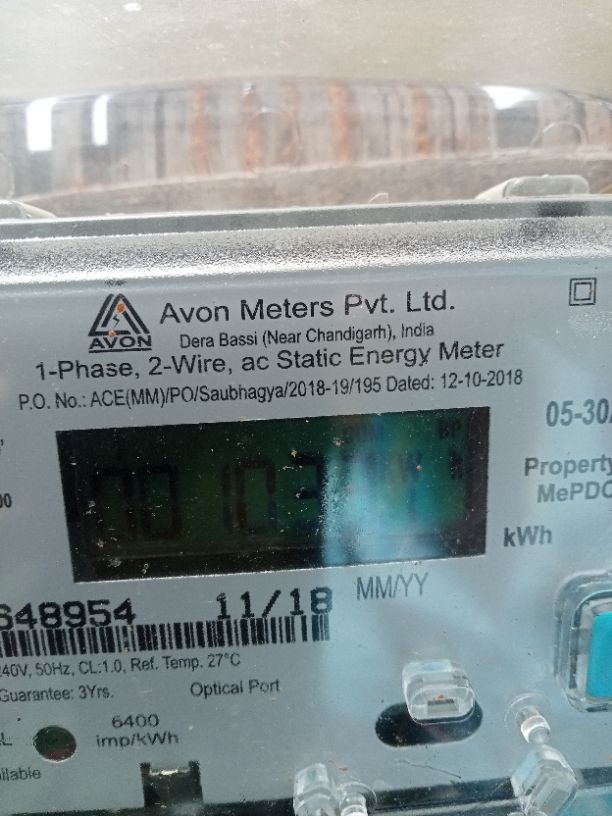 AVON
Avon Meters Pvt. Ltd.
Dera Bassi (Near Chandigarh), India
1-Phase, 2-Wire, ac Static Energy Meter
P.O. No.: ACE(MM)/PO/Saubhagya/2018-19/195 Dated: 12-10-2018
05-30
Property
MePDC
kWh
648954 11/18 MM/YY
240V, 50Hz, CL:1.0, Ref. Temp. 27°C
Guarantee: 3Yrs. Optical Port
6400
imp/kWh